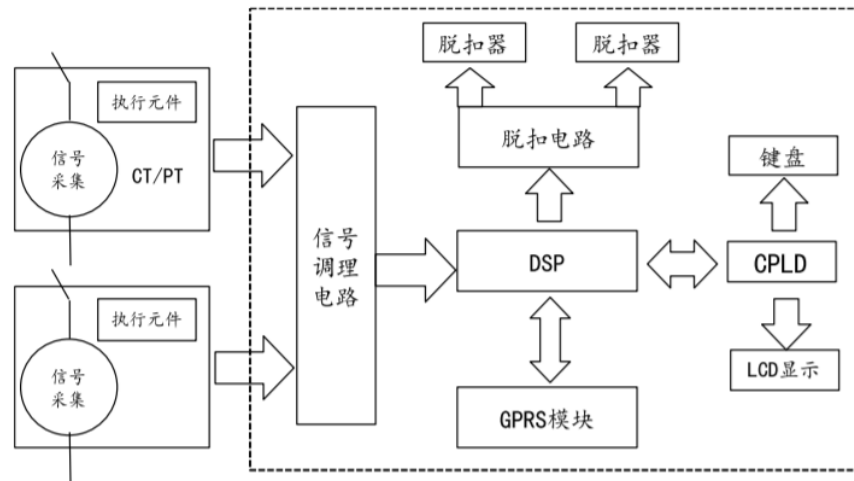 脱扣器
脱扣器
执行元件
信号
采集
CT/PT
脱扣电路
键盘
信号
调理
电路
DSP
CPLD
执行元件
信号
采集
LCD显示
GPRS模块